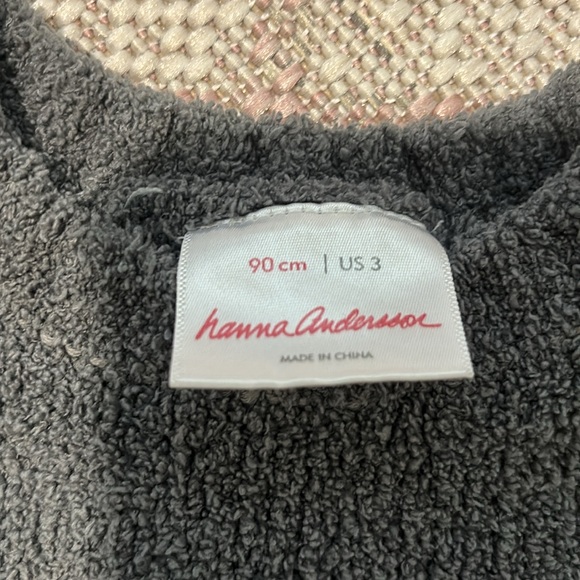 90 cm | US 3
hanna Andersson
MADE IN CHINA